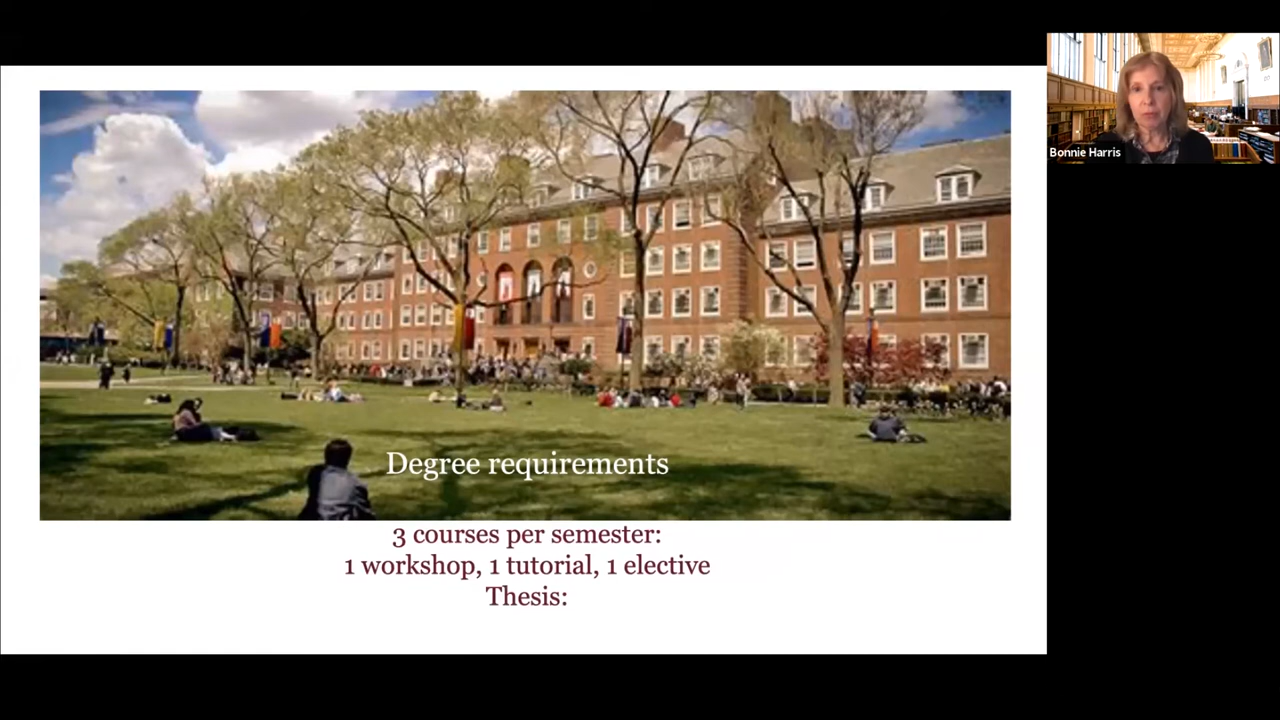 Bonnie Harris
Degree requirements
3 courses per semester:
1 workshop, 1 tutorial, 1 elective
Thesis: